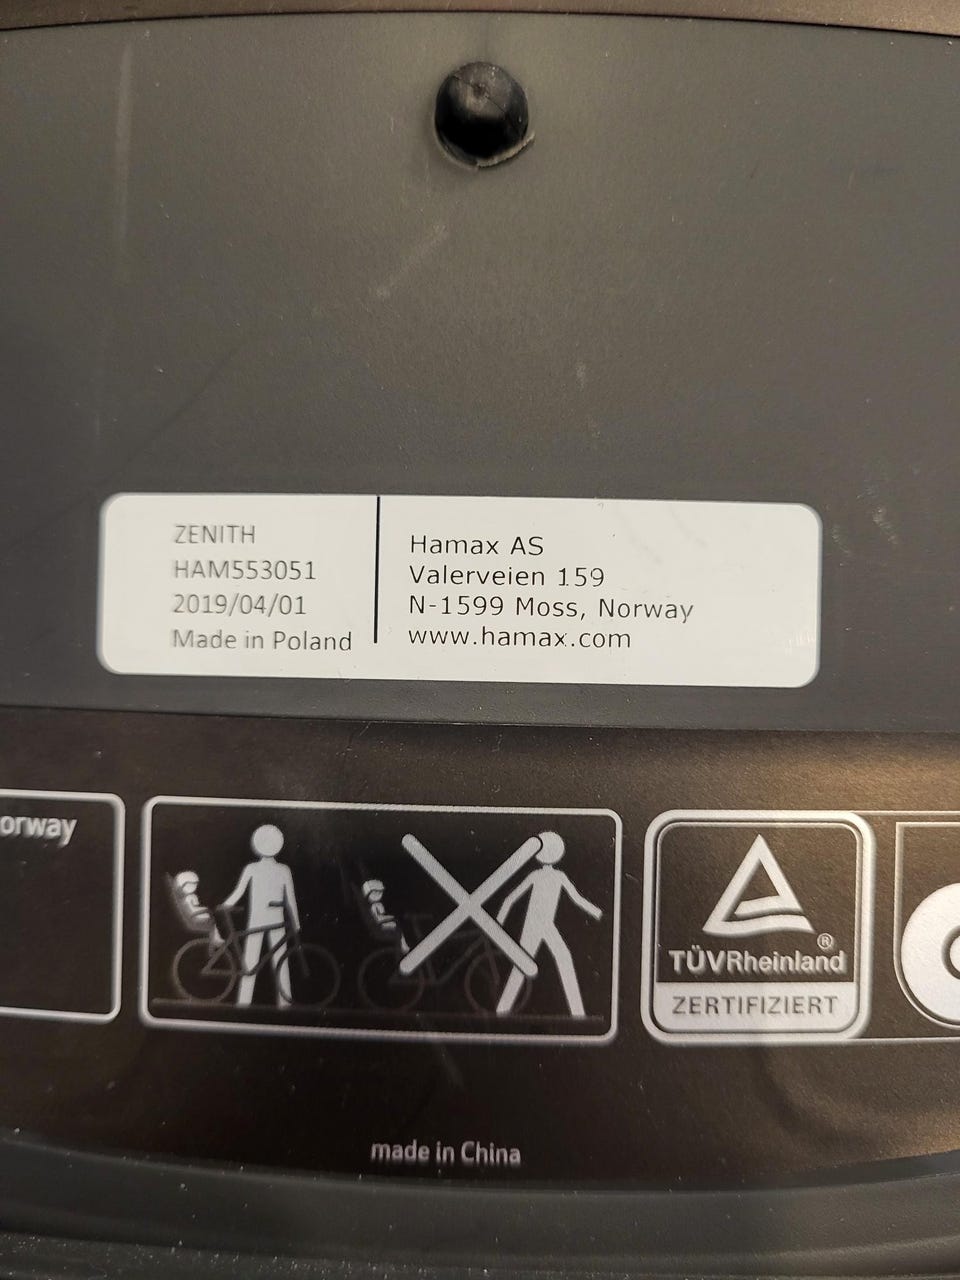 ZENITH
HAM553051
2019/04/01
Made in Poland
Hamax AS
Valerveien 159
N-1599 Moss, Norway
www.hamax.com
orway
TÜVRheinland®
ZERTIFIZIERT
made in China